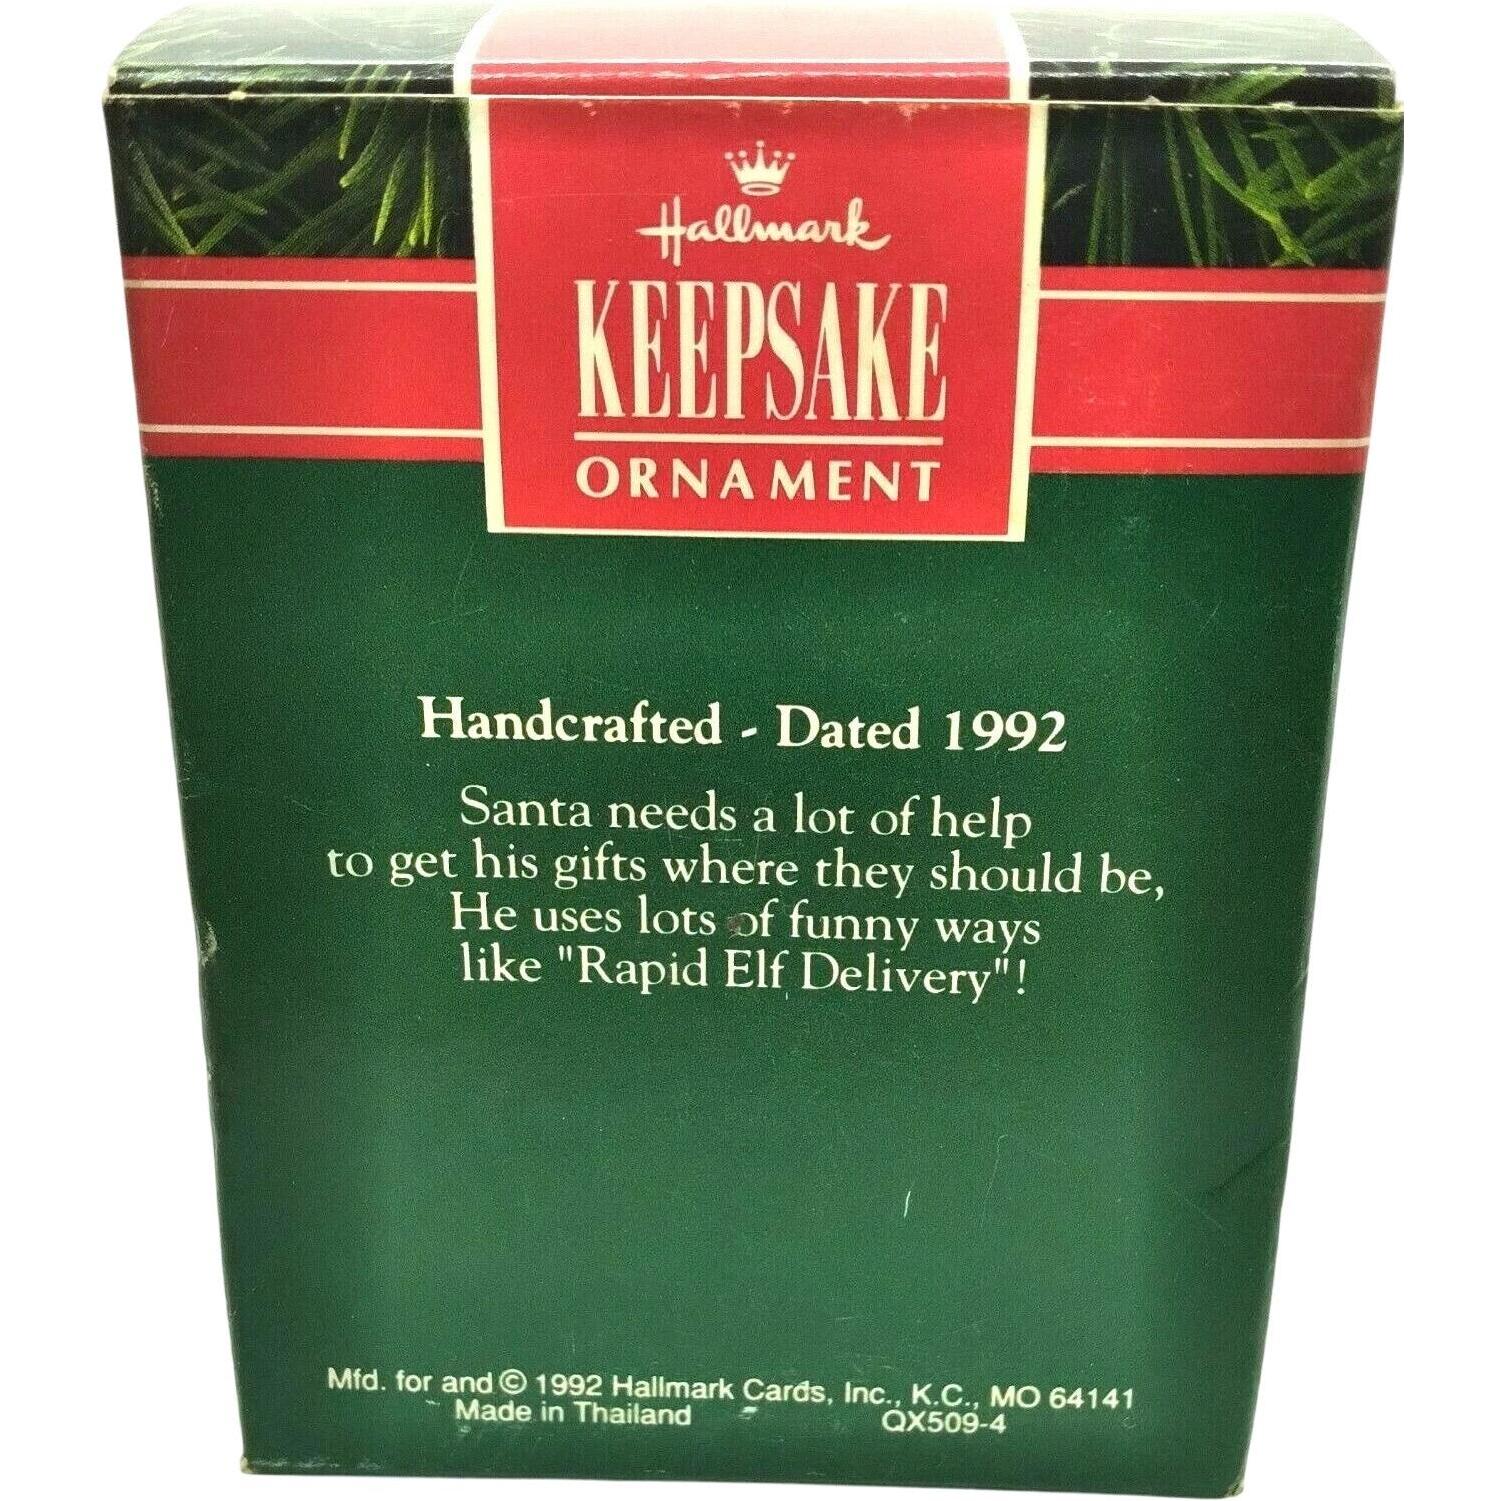 Hallmark
KEEPSAKE
ORNAMENT
Handcrafted - Dated 1992
Santa needs a lot of help
to get his gifts where they should be,
He uses lots of funny ways
like "Rapid Elf Delivery"!
Mfd. for and © 1992 Hallmark Cards, Inc., K.C., MO 64141
Made in Thailand QX509-4